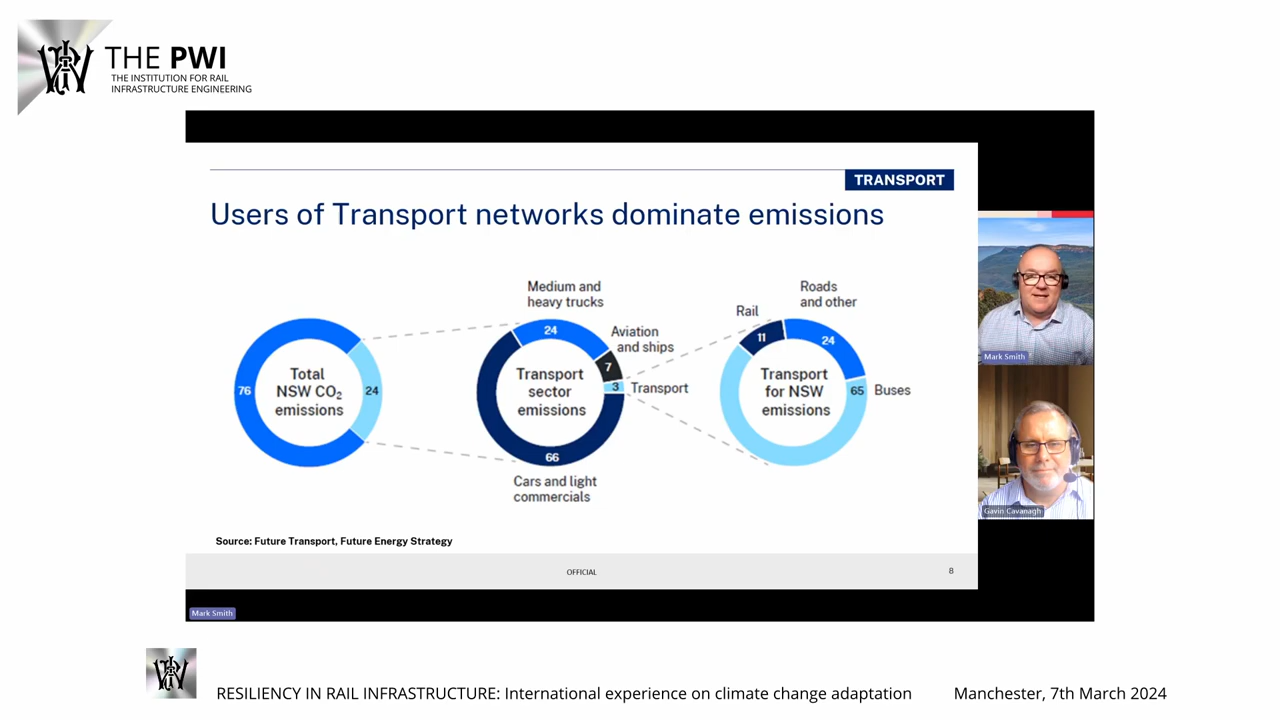 THE PWI
THE INSTITUTION FOR RAIL
INFRASTRUCTURE ENGINEERING
TRANSPORT
Users of Transport networks dominate emissions
Total
NSW CO₂
emissions
76
24
Medium and
heavy trucks
24
Aviation
and ships
7
3
Transport
Transport
sector
emissions
66
Cars and light
commercials
Rail
11
Roads
and other
24
Transport
for NSW
emissions
65
Buses
Source: Future Transport, Future Energy Strategy
OFFICIAL
8
Mark Smith
Gavin Cavanagh
Mark Smith
RESILIENCY IN RAIL INFRASTRUCTURE: International experience on climate change adaptation
Manchester, 7th March 2024